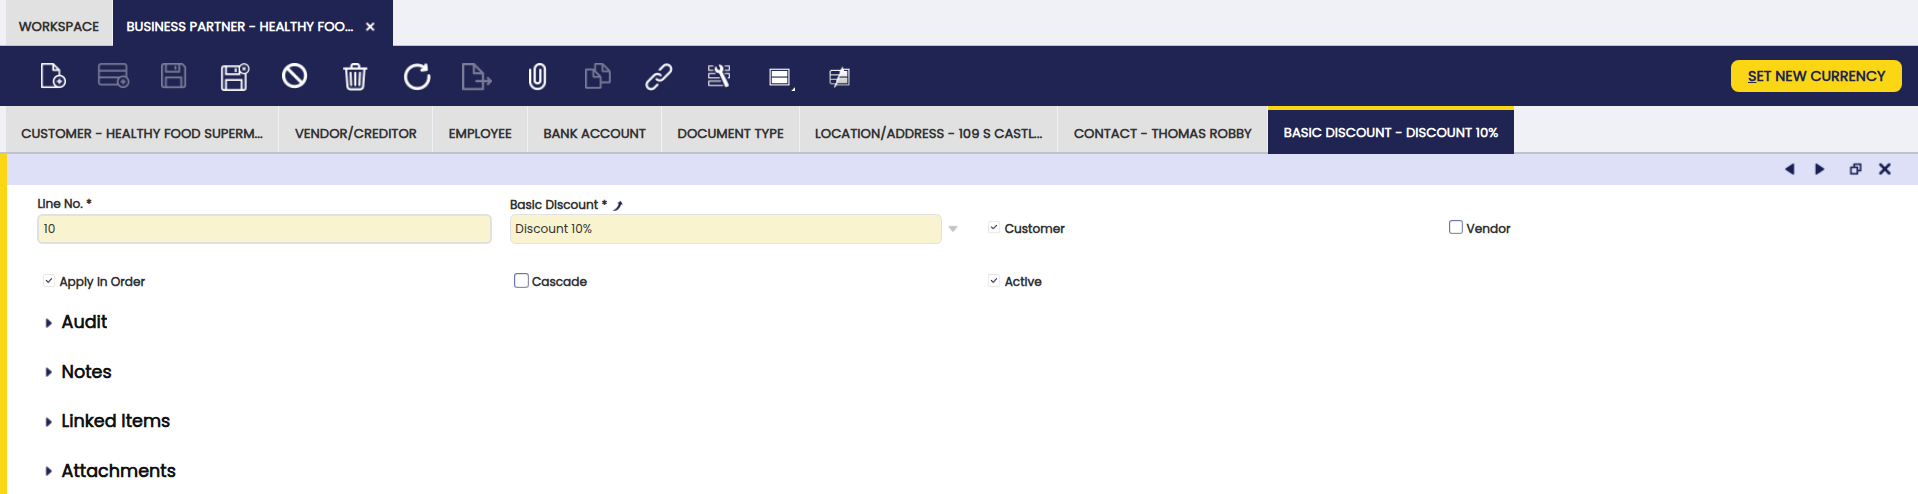 WORKSPACE
BUSINESS PARTNER - HEALTHY FOO...
SET NEW CURRENCY
CUSTOMER - HEALTHY FOOD SUPERM...
VENDOR/CREDITOR
EMPLOYEE
BANK ACCOUNT
DOCUMENT TYPE
LOCATION/ADDRESS - 109 S CASTL...
CONTACT - THOMAS ROBBY
BASIC DISCOUNT - DISCOUNT 10%
Line No. *
Basic Discount *
10
Discount 10%
Customer
Vendor
Apply In Order
Cascade
Active
Audit
Notes
Linked Items
Attachments